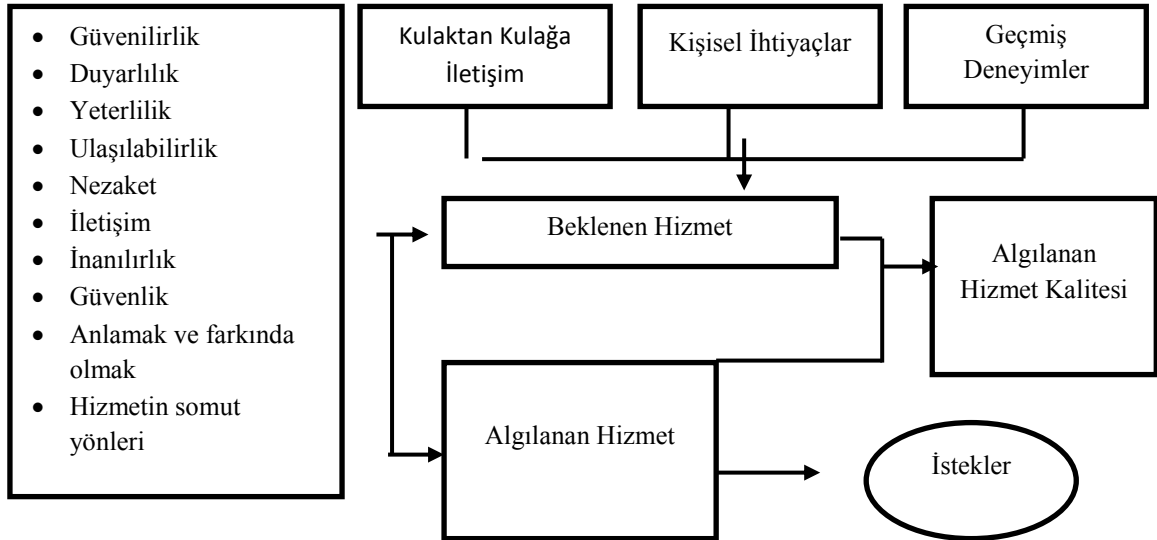 • Güvenilirlik
• Duyarlılık
• Yeterlilik
• Ulaşılabilirlik
• Nezaket
• İletişim
• İnanılırlık
• Güvenlik
• Anlamak ve farkında
olmak
• Hizmetin somut
yönleri
Kulaktan Kulağa
İletişim
Kişisel İhtiyaçlar
Geçmiş
Deneyimler
Beklenen Hizmet
Algılanan
Hizmet Kalitesi
Algılanan Hizmet
İstekler